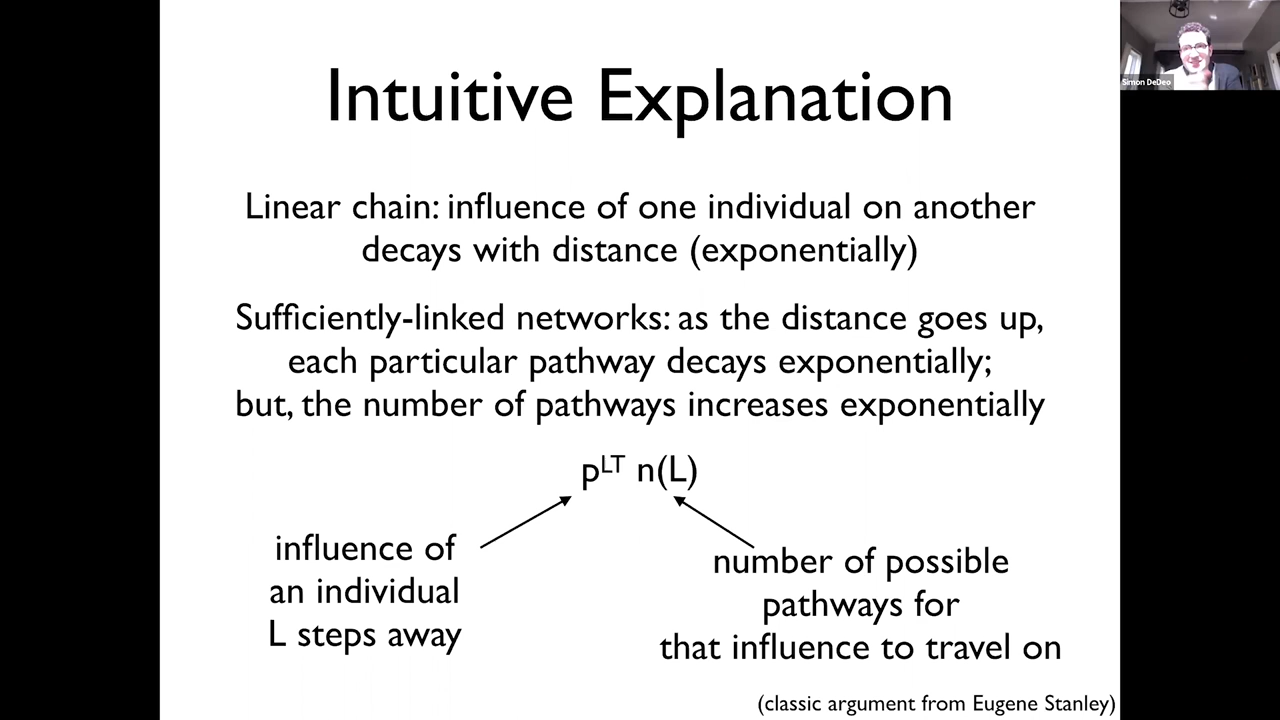 Intuitive Explanation
Simon DeDeo
Linear chain: influence of one individual on another
decays with distance (exponentially)
Sufficiently-linked networks: as the distance goes up,
each particular pathway decays exponentially;
but, the number of pathways increases exponentially
pᴸᵀ n(L)
influence of
an individual
L steps away
number of possible
pathways for
that influence to travel on
(classic argument from Eugene Stanley)